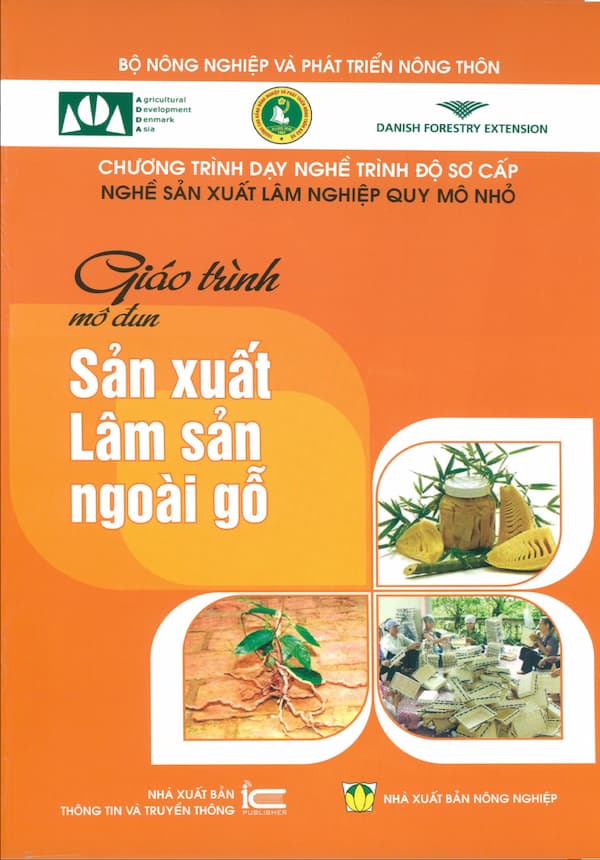 BỘ NÔNG NGHIỆP VÀ PHÁT TRIỂN NÔNG THÔN
ADDA
Agricultural
Development
Denmark
Asia
DANISH FORESTRY EXTENSION
CHƯƠNG TRÌNH DẠY NGHỀ TRÌNH ĐỘ SƠ CẤP
NGHỀ SẢN XUẤT LÂM NGHIỆP QUY MÔ NHỎ
Giáo trình
mô đun
Sản xuất
Lâm sản
ngoài gỗ
NHÀ XUẤT BẢN
THÔNG TIN VÀ TRUYỀN THÔNG
ic
PUBLISHER
NHÀ XUẤT BẢN NÔNG NGHIỆP